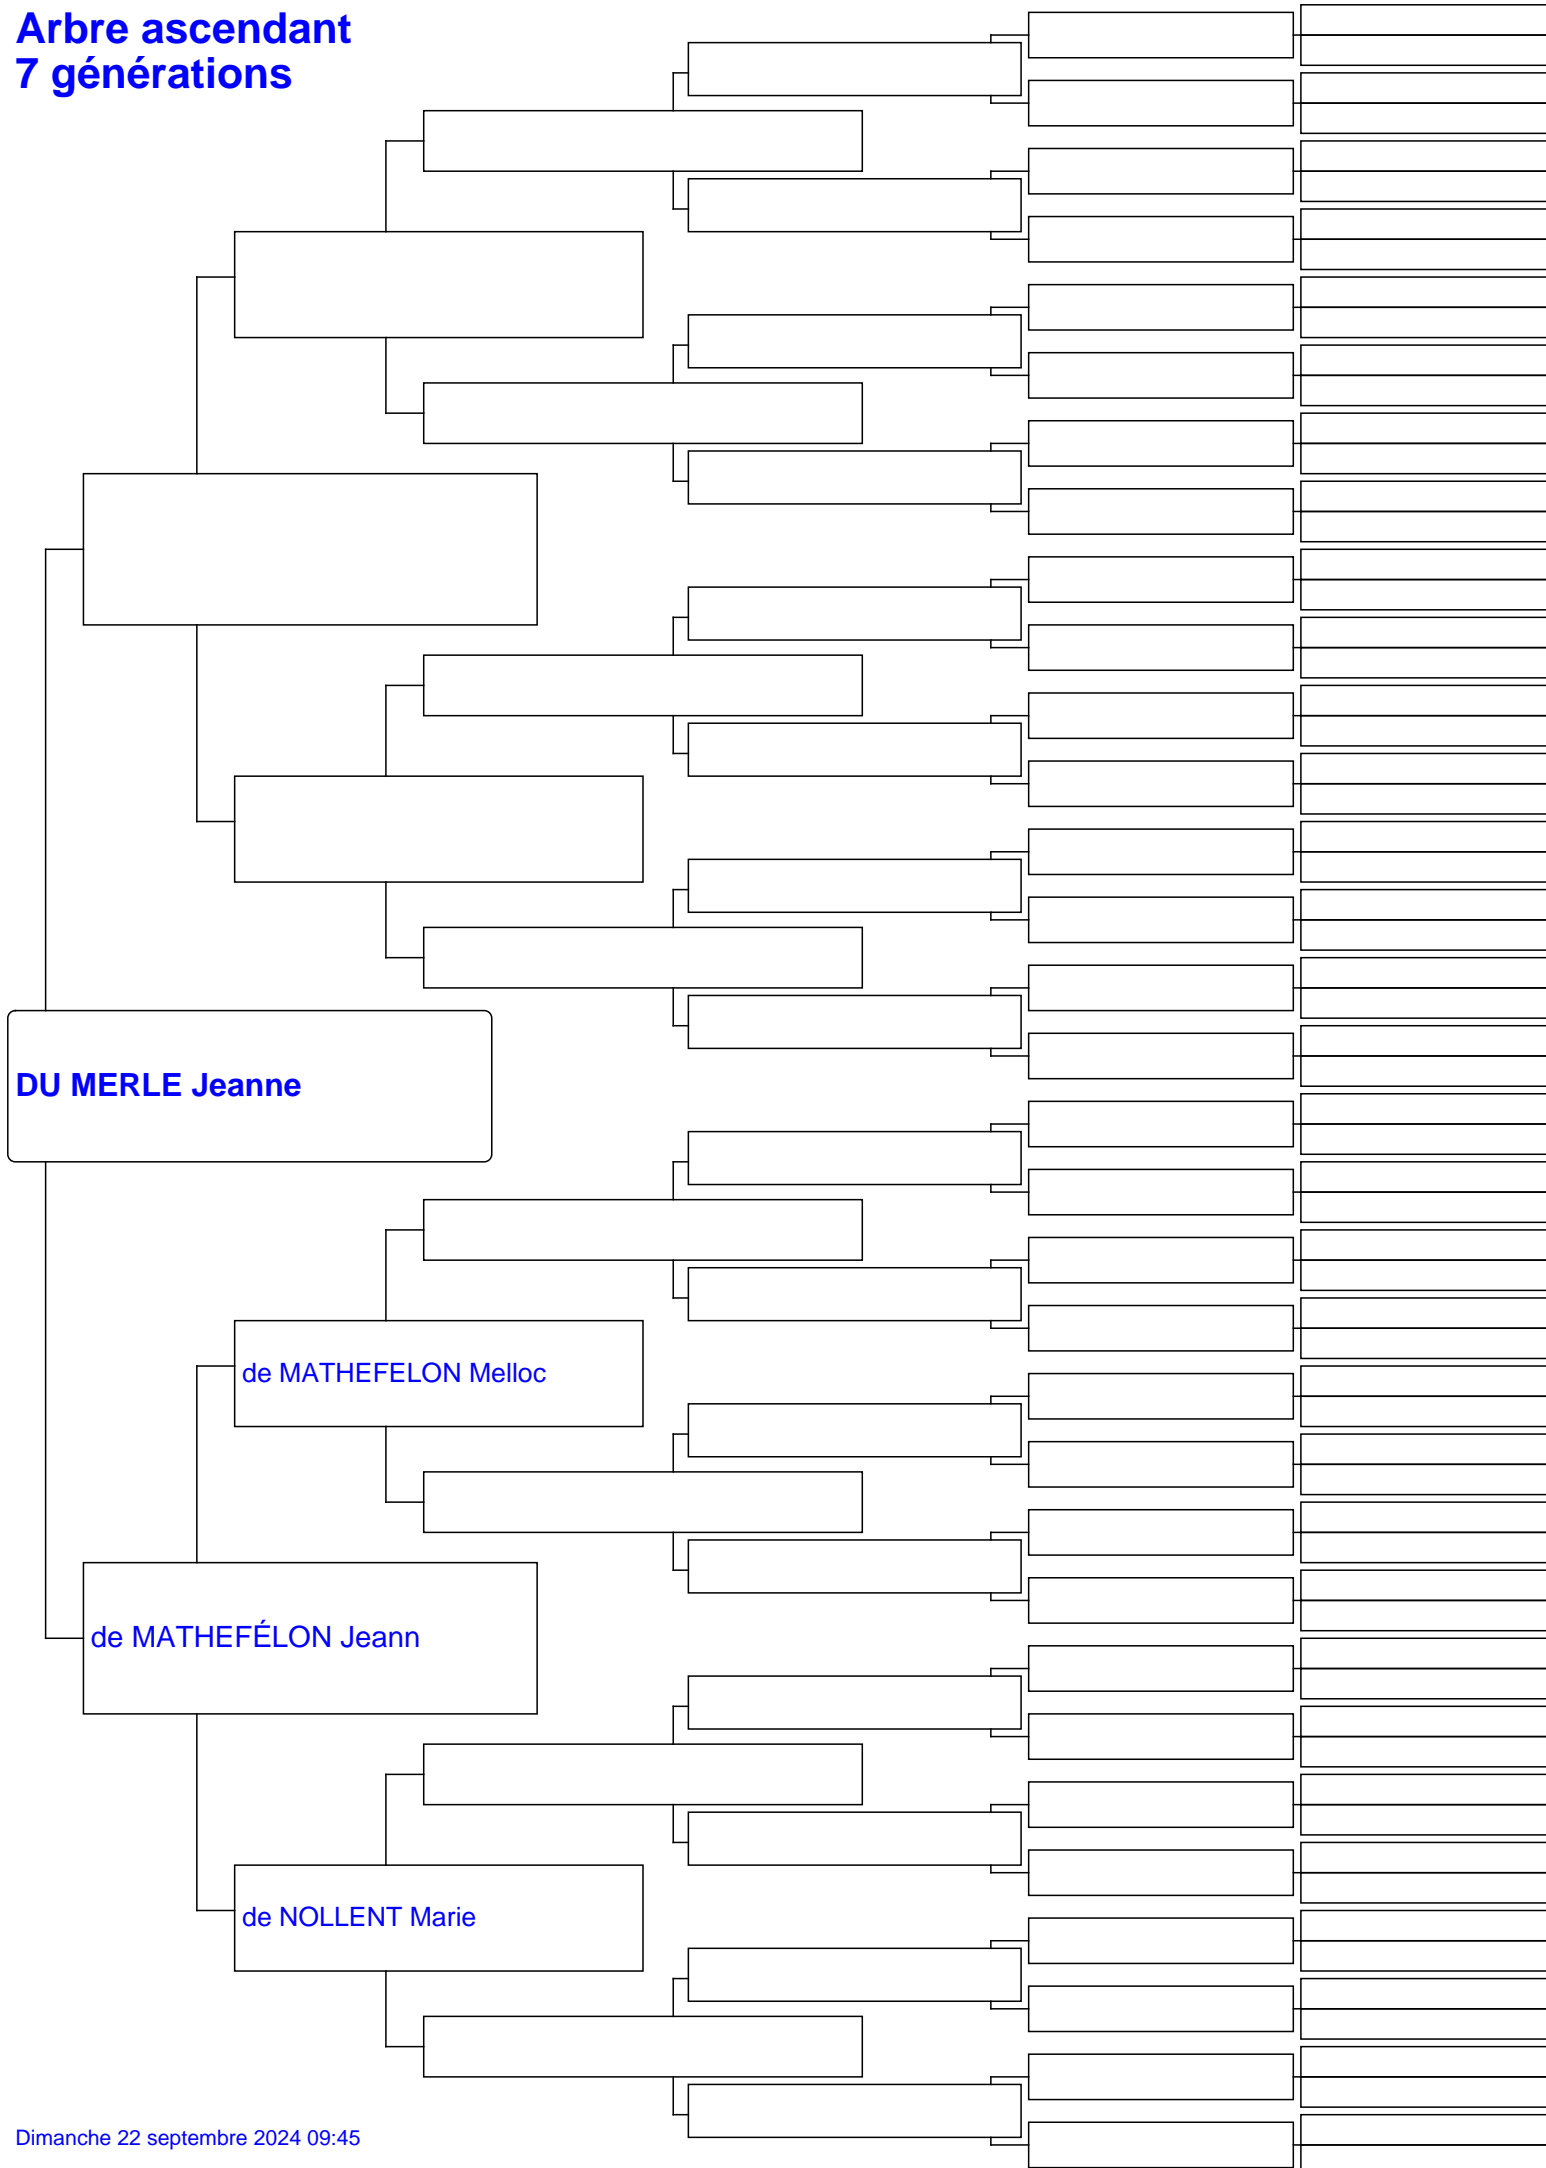 Arbre ascendant
7 générations
DU MERLE Jeanne
de MATHEFELON Melloc
de MATHEFÉLON Jeann
de NOLLENT Marie
Dimanche 22 septembre 2024 09:45